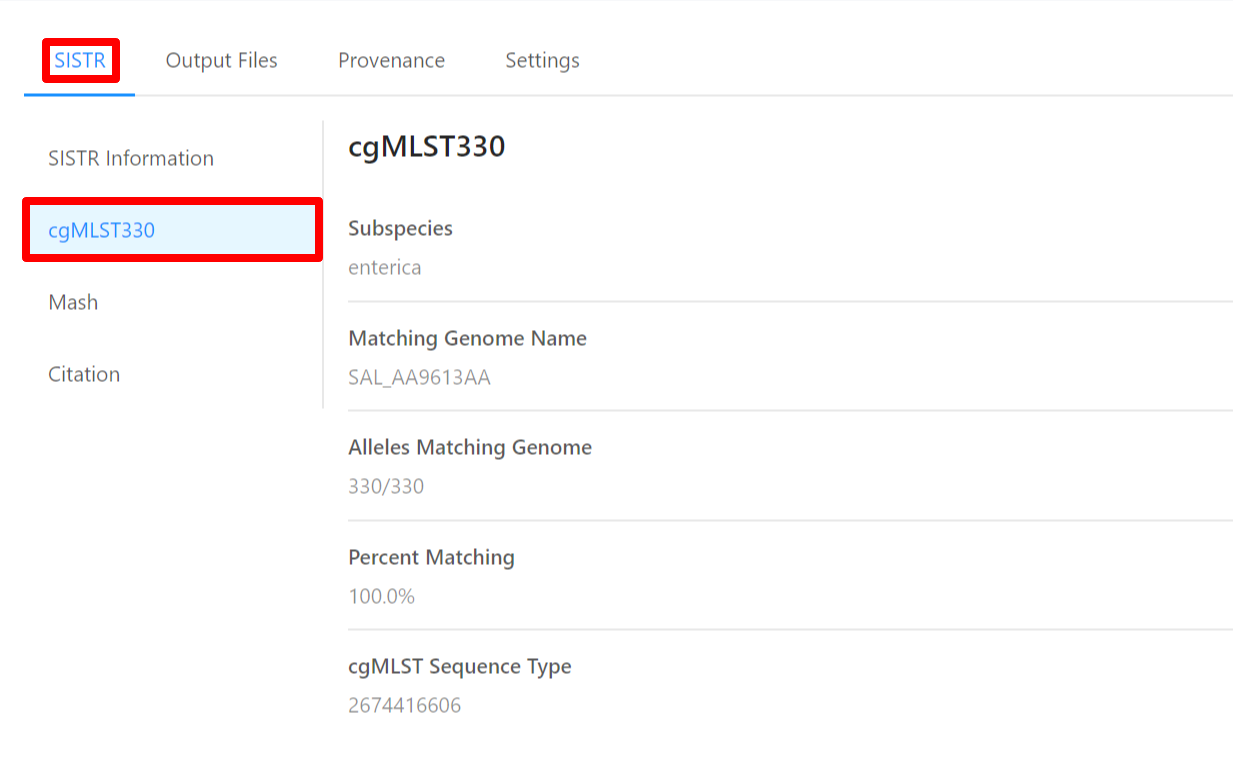 SISTR Output Files Provenance Settings
SISTR Information
cgMLST330
Mash
Citation
cgMLST330
Subspecies
enterica
Matching Genome Name
SAL_AA9613AA
Alleles Matching Genome
330/330
Percent Matching
100.0%
cgMLST Sequence Type
2674416606